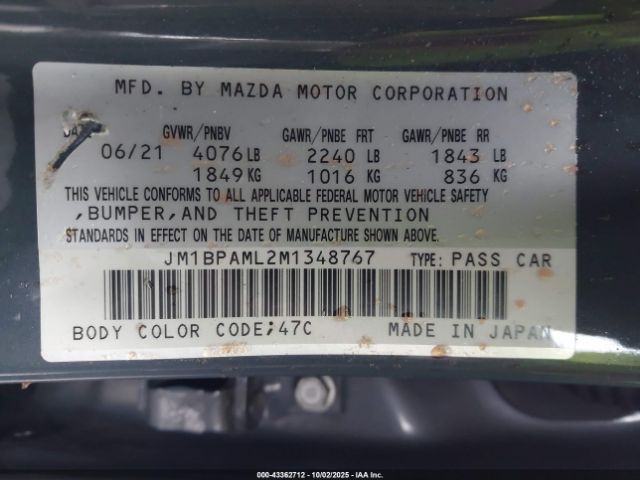 MFD. BY MAZDA MOTOR CORPORATION
GVWR/PNBV GAWR/PNBE FRT GAWR/PNBE RR
06/21 4076 LB 2240 LB 1843 LB
1849 KG 1016 KG 836 KG
THIS VEHICLE CONFORMS TO ALL APPLICABLE FEDERAL MOTOR VEHICLE SAFETY
,BUMPER,AND THEFT PREVENTION
STANDARDS IN EFFECT ON THE DATE OF MANUFACTURE SHOWN ABOVE.
JM1BPAML2M1348767 TYPE: PASS CAR
BODY COLOR CODE;47C MADE IN JAPAN
000-43362712 - 10/02/2025 - IAA Inc.